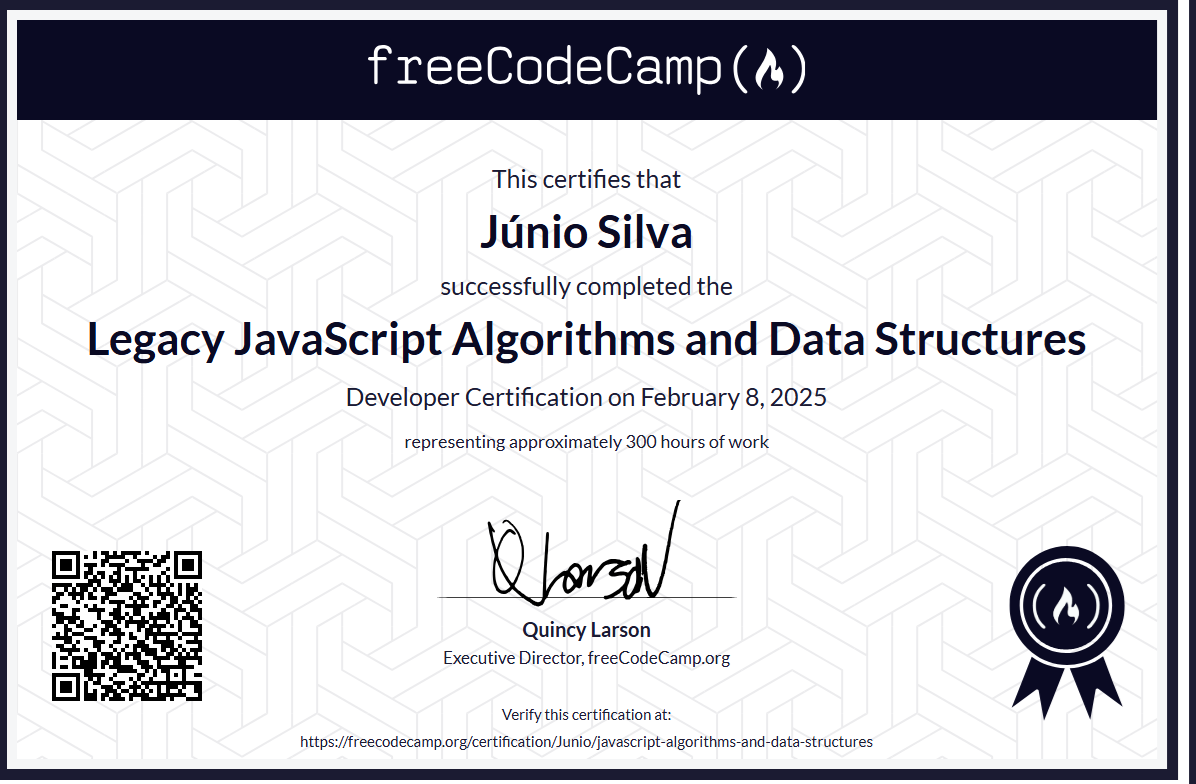 freeCodeCamp
This certifies that
Júnio Silva
successfully completed the
Legacy JavaScript Algorithms and Data Structures
Developer Certification on February 8, 2025
representing approximately 300 hours of work
Q Larson
Quincy Larson
Executive Director, freeCodeCamp.org
Verify this certification at:
https://freecodecamp.org/certification/Junio/javascript-algorithms-and-data-structures